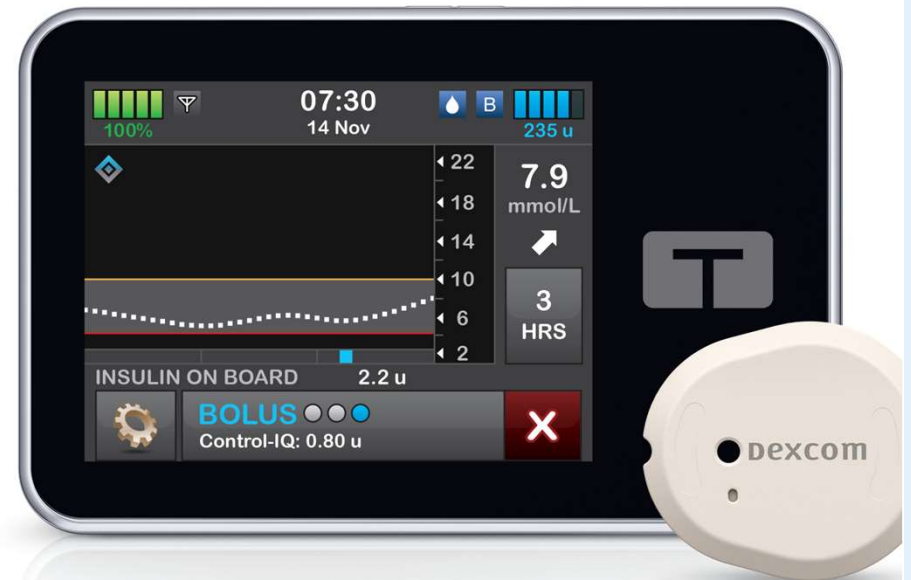 07:30
14 Nov
100%
B
235 u
22
18
14
10
6
2
7.9
mmol/L
3
HRS
INSULIN ON BOARD 2.2 u
BOLUS
Control-IQ: 0.80 u
X
T
Dexcom